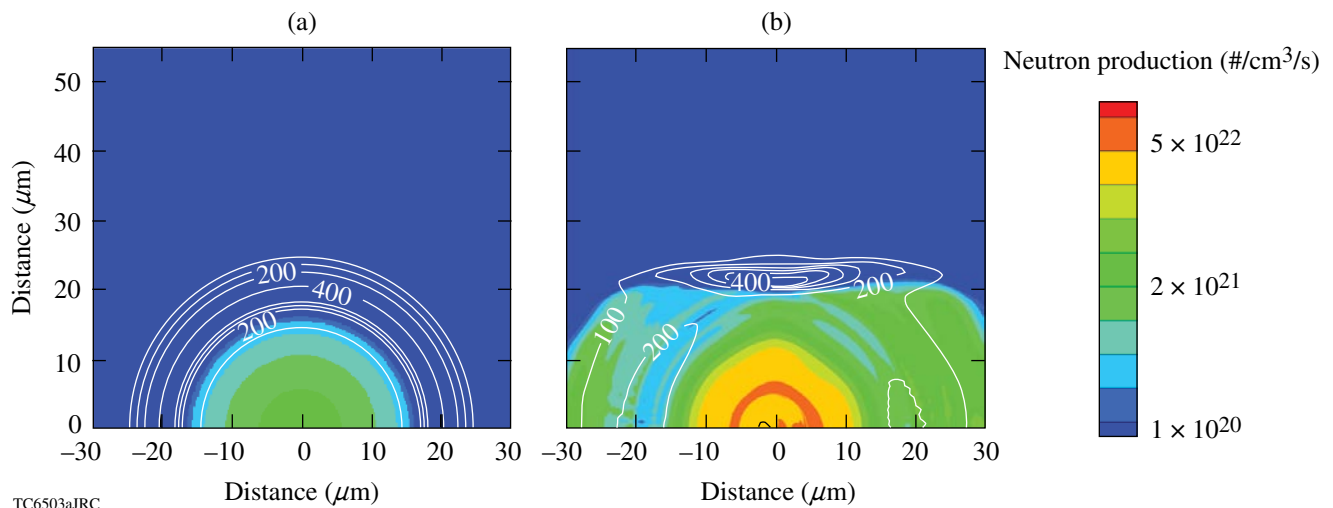 (a)
(b)
Neutron production (#/cm³/s)
Distance (μm)
50
40
30
20
10
0
–30
–20
–10
0
10
20
30
Distance (μm)
200
400
200
–30
–20
–10
0
10
20
30
Distance (μm)
100
200
400
200
5 × 10²²
2 × 10²¹
1 × 10²⁰
TC6503aJRC